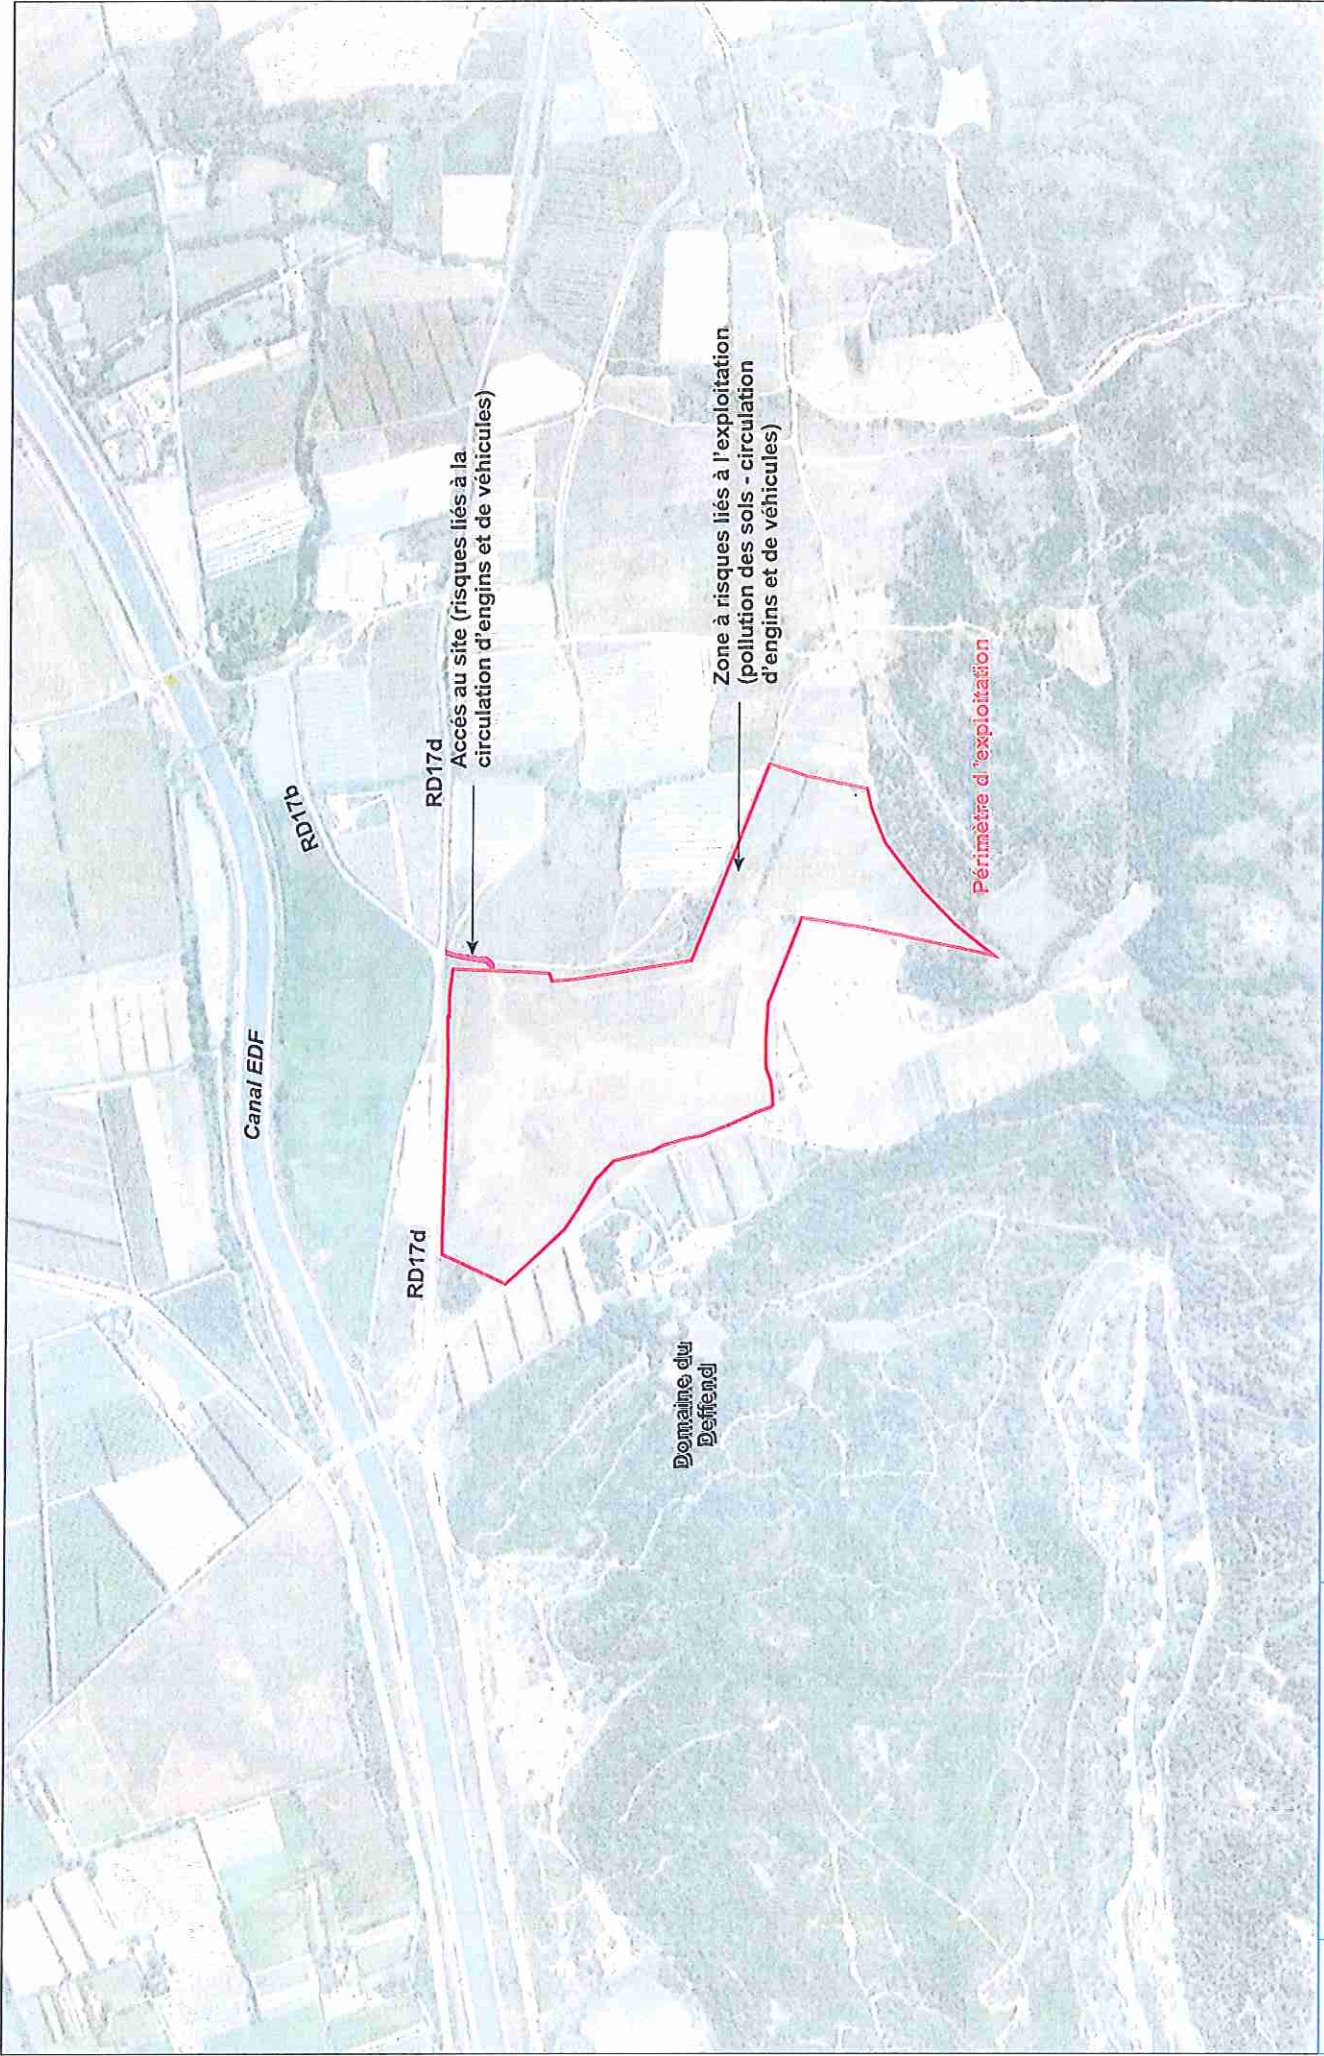 Canal EDF
RD17b
RD17d
RD17d
Accès au site (risques liés à la
circulation d'engins et de véhicules)
Zone à risques liés à l'exploitation
(pollution des sols - circulation
d'engins et de véhicules)
Domaine du
Deffend
Périmètre d'exploitation